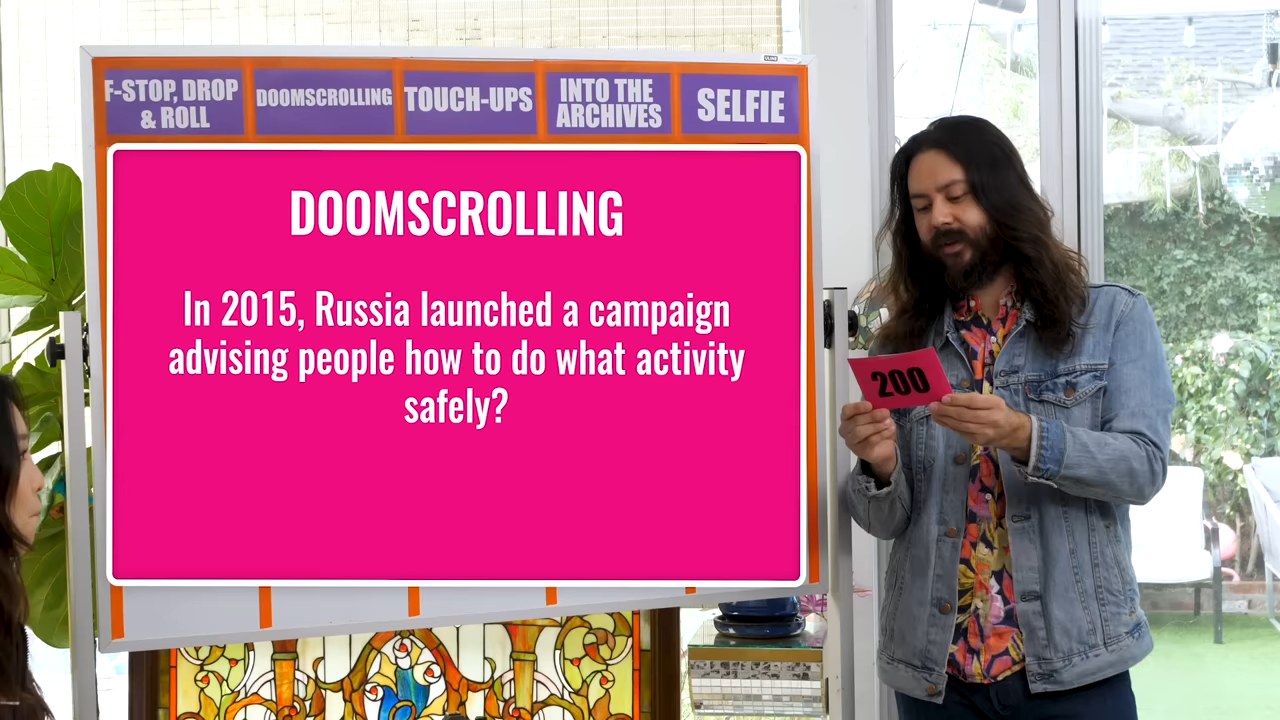 F-STOP, DROP
& ROLL
DOOMSCROLLING
TOUCH-UPS
INTO THE
ARCHIVES
SELFIE
DOOMSCROLLING
In 2015, Russia launched a campaign
advising people how to do what activity
safely?
200